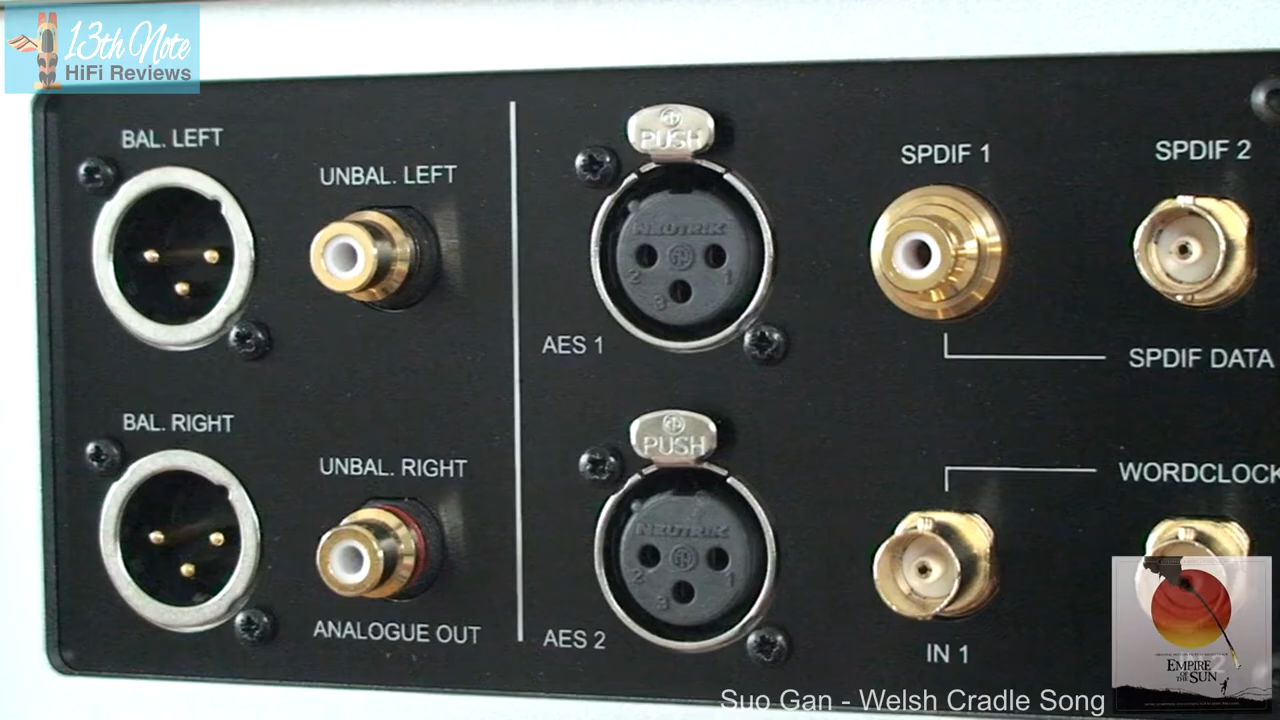 13th Note
HiFi Reviews
BAL. LEFT
UNBAL. LEFT
PUSH
NEUTRIK
2
1
3
AES 1
SPDIF 1
SPDIF 2
SPDIF DATA
BAL. RIGHT
UNBAL. RIGHT
ANALOGUE OUT
PUSH
NEUTRIK
2
1
3
AES 2
WORDCLOCK
IN 1
2
EMPIRE
OF THE SUN
Suo Gan - Welsh Cradle Song